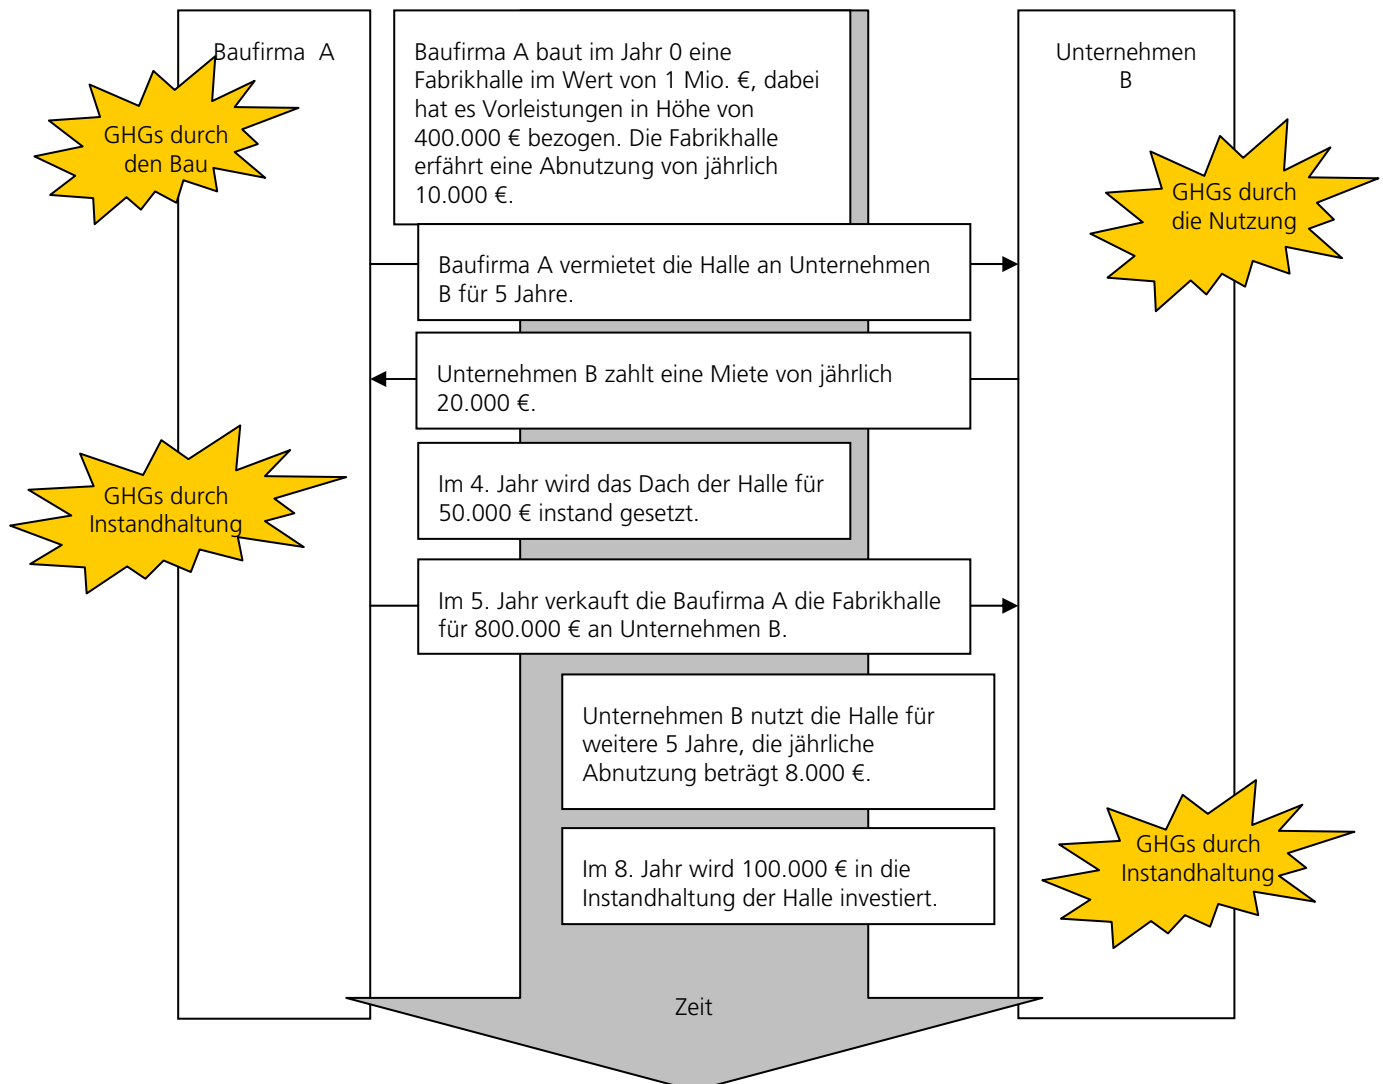 Baufirma A
Baufirma A baut im Jahr 0 eine
Fabrikhalle im Wert von 1 Mio. €, dabei
hat es Vorleistungen in Höhe von
400.000 € bezogen. Die Fabrikhalle
erfährt eine Abnutzung von jährlich
10.000 €.
Unternehmen
B
GHGs durch
den Bau
GHGs durch
die Nutzung
Baufirma A vermietet die Halle an Unternehmen
B für 5 Jahre.
Unternehmen B zahlt eine Miete von jährlich
20.000 €.
GHGs durch
Instandhaltung
Im 4. Jahr wird das Dach der Halle für
50.000 € instand gesetzt.
Im 5. Jahr verkauft die Baufirma A die Fabrikhalle
für 800.000 € an Unternehmen B.
Unternehmen B nutzt die Halle für
weitere 5 Jahre, die jährliche
Abnutzung beträgt 8.000 €.
Im 8. Jahr wird 100.000 € in die
Instandhaltung der Halle investiert.
GHGs durch
Instandhaltung
Zeit